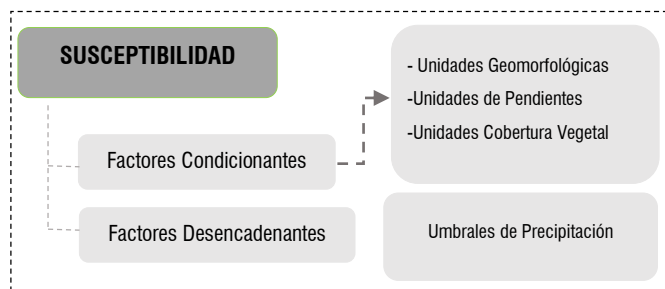 SUSCEPTIBILIDAD
Factores Condicionantes
Factores Desencadenantes
- Unidades Geomorfológicas
-Unidades de Pendientes
-Unidades Cobertura Vegetal
Umbrales de Precipitación